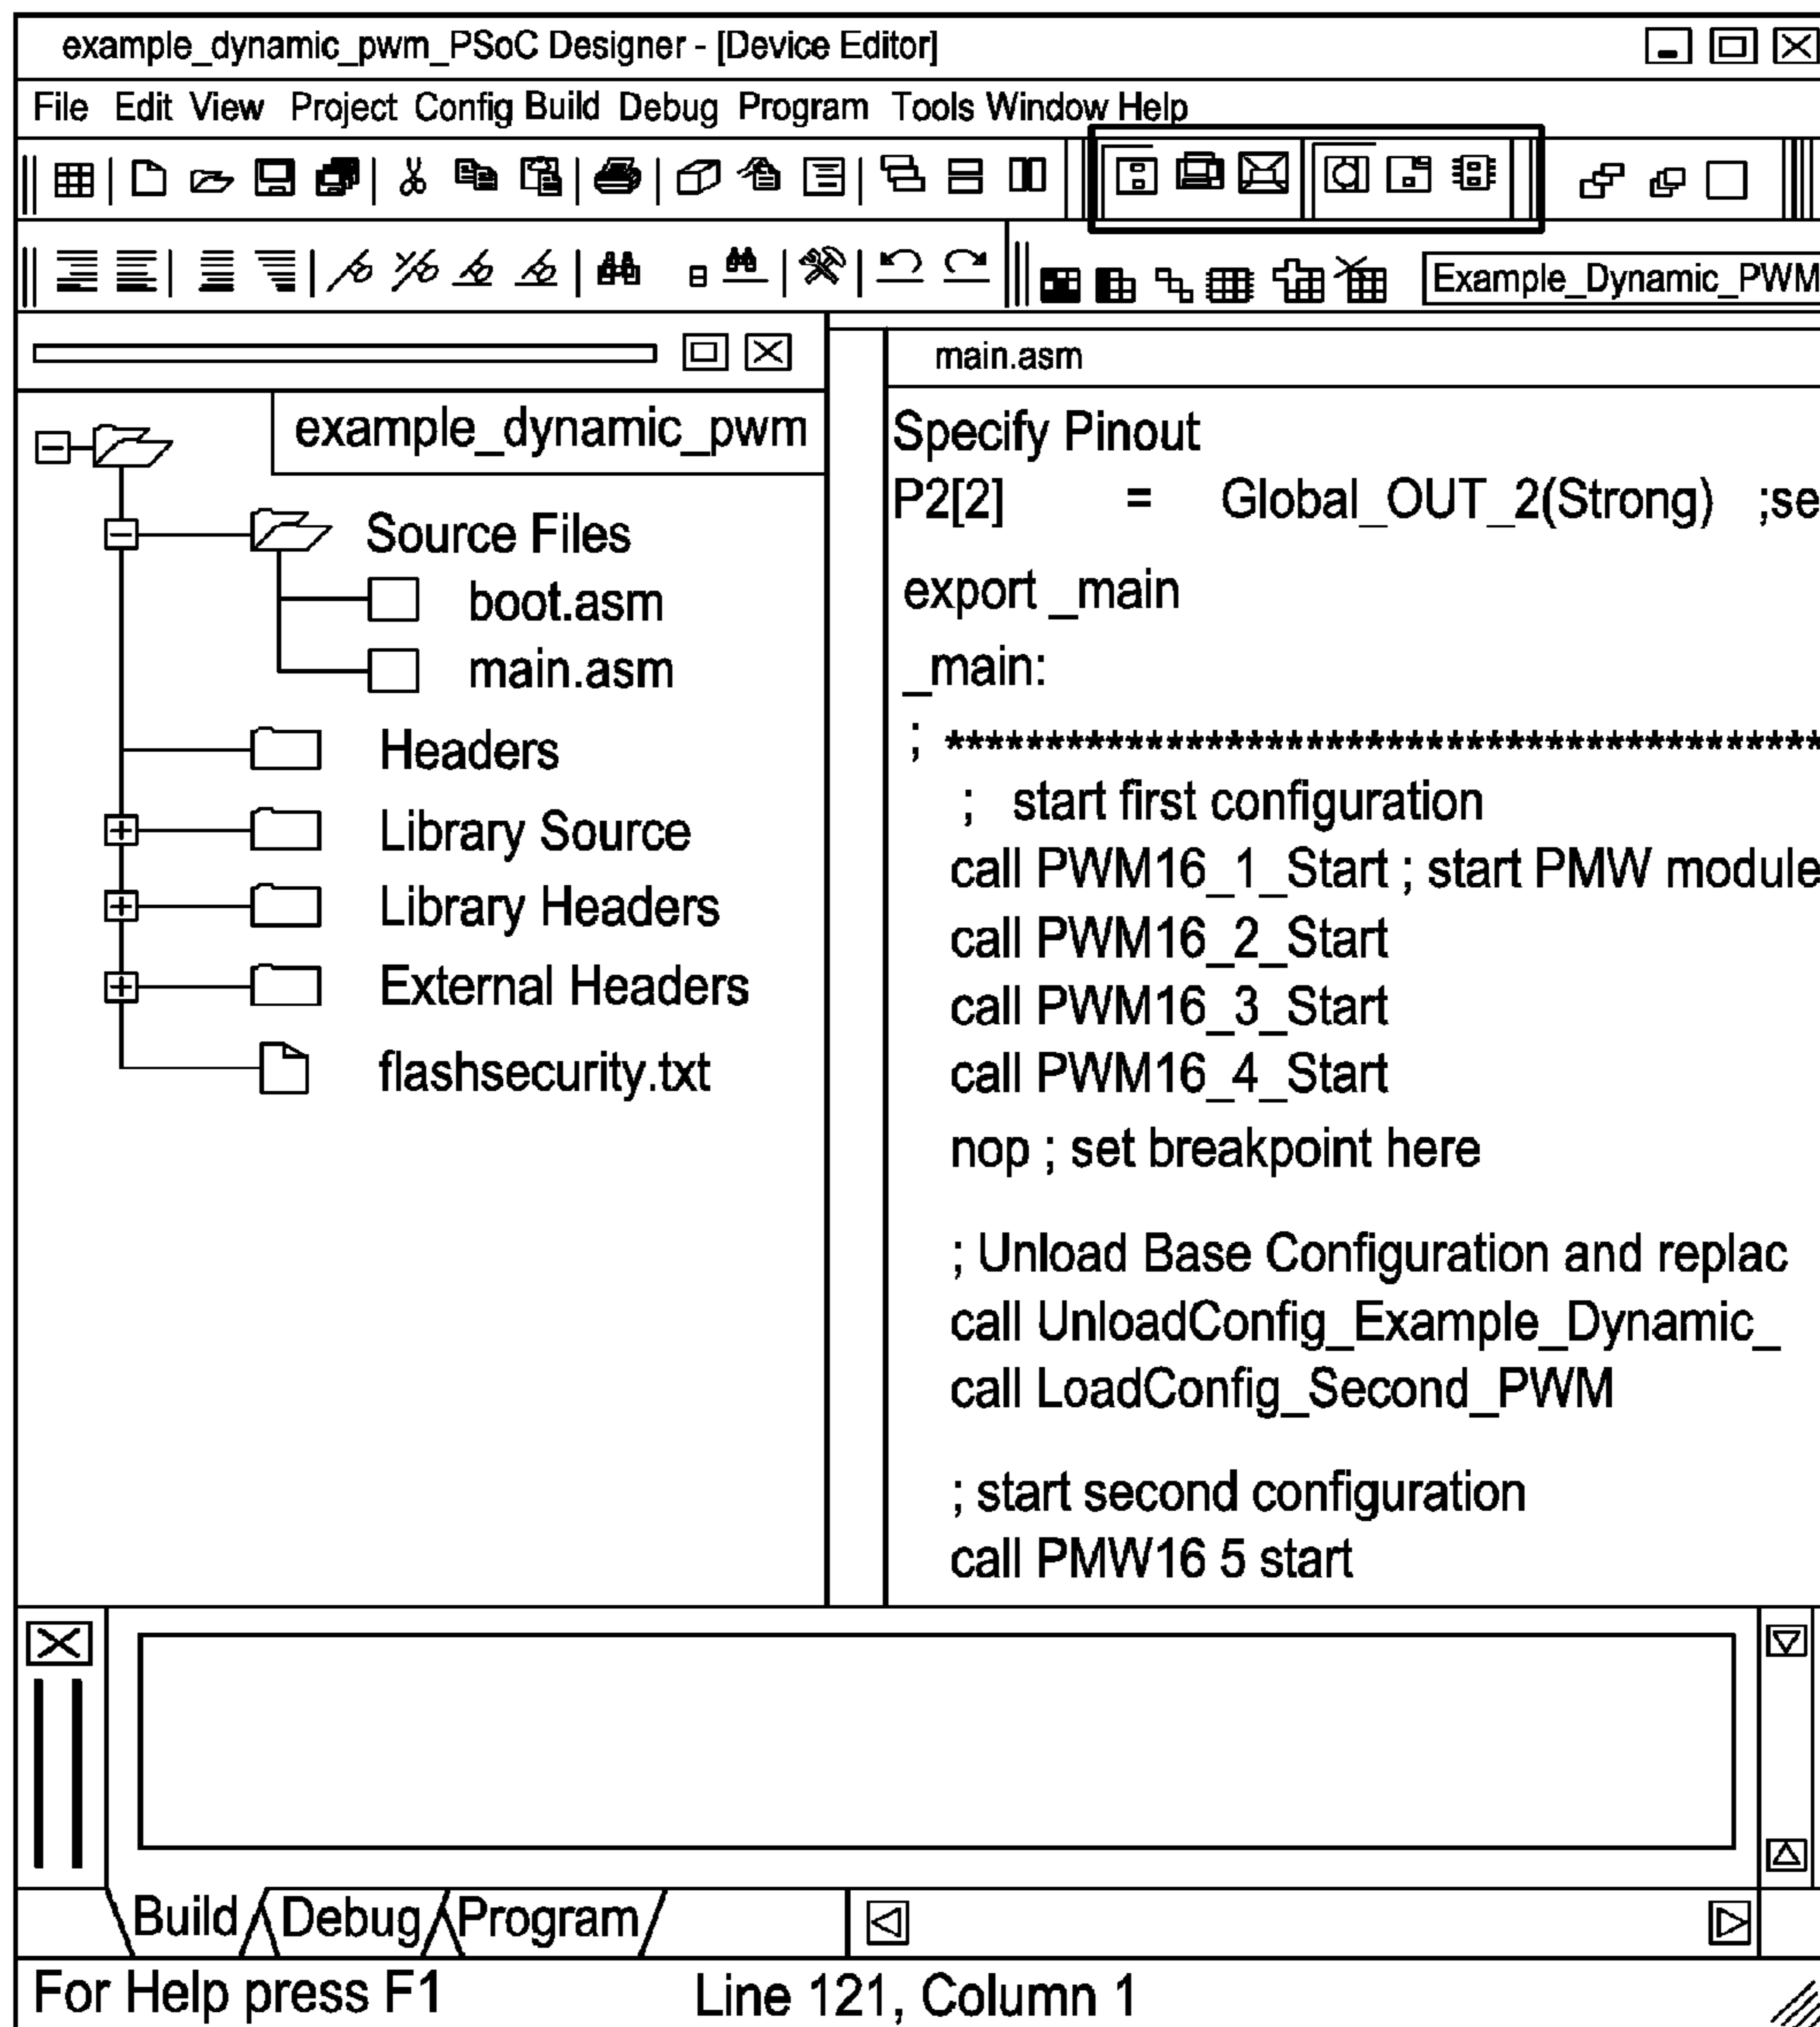 example_dynamic_pwm_PSoC Designer - [Device Editor]
File Edit View Project Config Build Debug Program Tools Window Help
Example_Dynamic_PWM
example_dynamic_pwm
Source Files
boot.asm
main.asm
Headers
Library Source
Library Headers
External Headers
flashsecurity.txt
main.asm
Specify Pinout
P2[2] = Global_OUT_2(Strong) ;se
export _main
_main:
; ********************************************
; start first configuration
call PWM16_1_Start ; start PMW module
call PWM16_2_Start
call PWM16_3_Start
call PWM16_4_Start
nop ; set breakpoint here
; Unload Base Configuration and replac
call UnloadConfig_Example_Dynamic_
call LoadConfig_Second_PWM
; start second configuration
call PMW16 5 start
Build Debug Program
For Help press F1 Line 121, Column 1